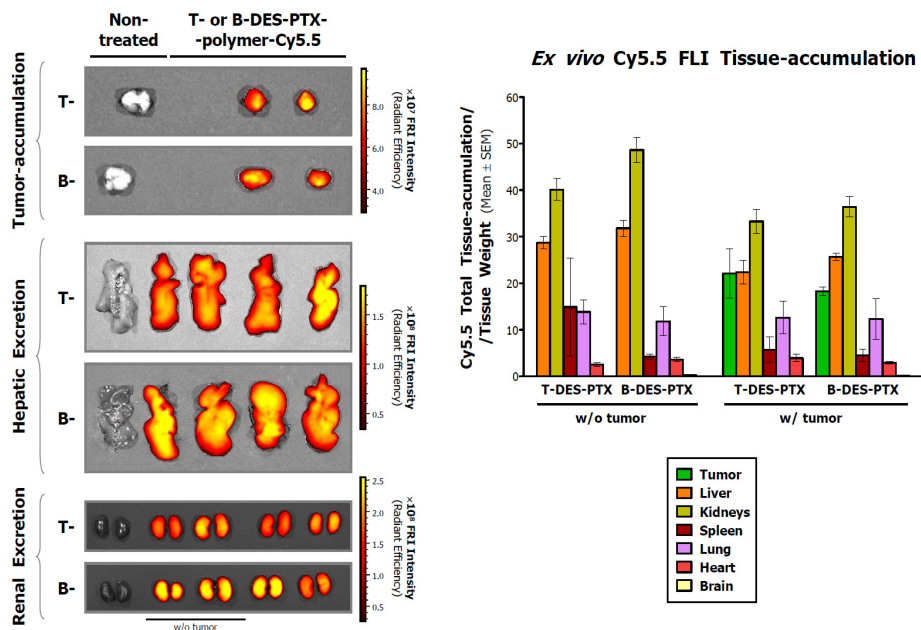 Non-
treated
T- or B-DES-PTX-
-polymer-Cy5.5
Tumor-accumulation
T-
B-
8.0
6.0
4.0
×10⁷ FRI Intensity
(Radiant Efficiency)
Hepatic Excretion
T-
B-
1.5
1.0
0.5
×10⁸ FRI Intensity
(Radiant Efficiency)
Renal Excretion
T-
B-
2.5
2.0
1.5
1.0
0.5
×10⁸ FRI Intensity
(Radiant Efficiency)
w/o tumor
Ex vivo Cy5.5 FLI Tissue-accumulation
Cy5.5 Total Tissue-acumulation
/Tissue Weight (Mean ± SEM)
60
50
40
30
20
10
0
T-DES-PTX B-DES-PTX T-DES-PTX B-DES-PTX
w/o tumor w/ tumor
Tumor
Liver
Kidneys
Spleen
Lung
Heart
Brain